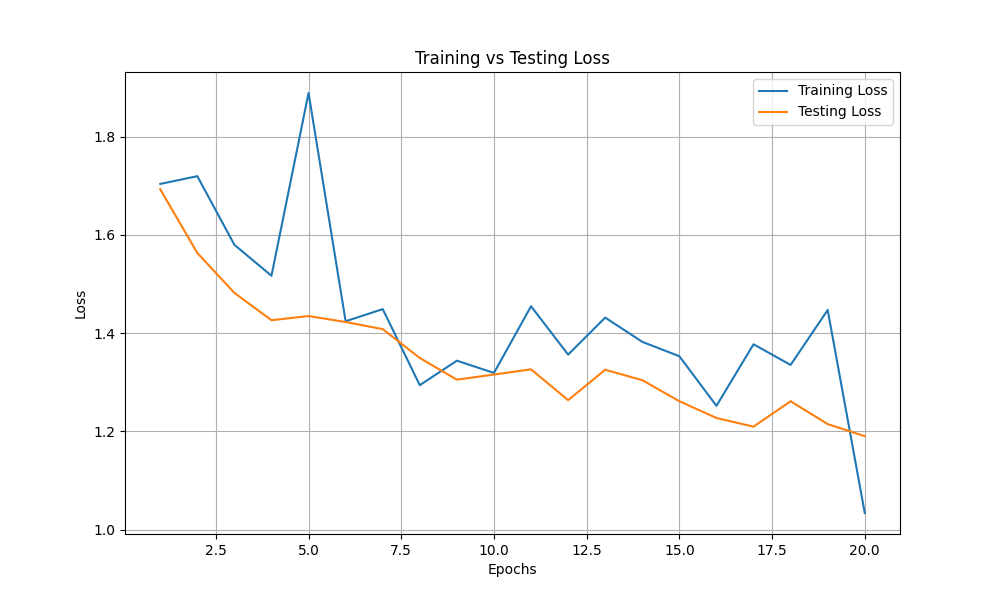 Training vs Testing Loss
Training Loss
Testing Loss
1.8
1.6
1.4
1.2
1.0
Loss
2.5 5.0 7.5 10.0 12.5 15.0 17.5 20.0
Epochs